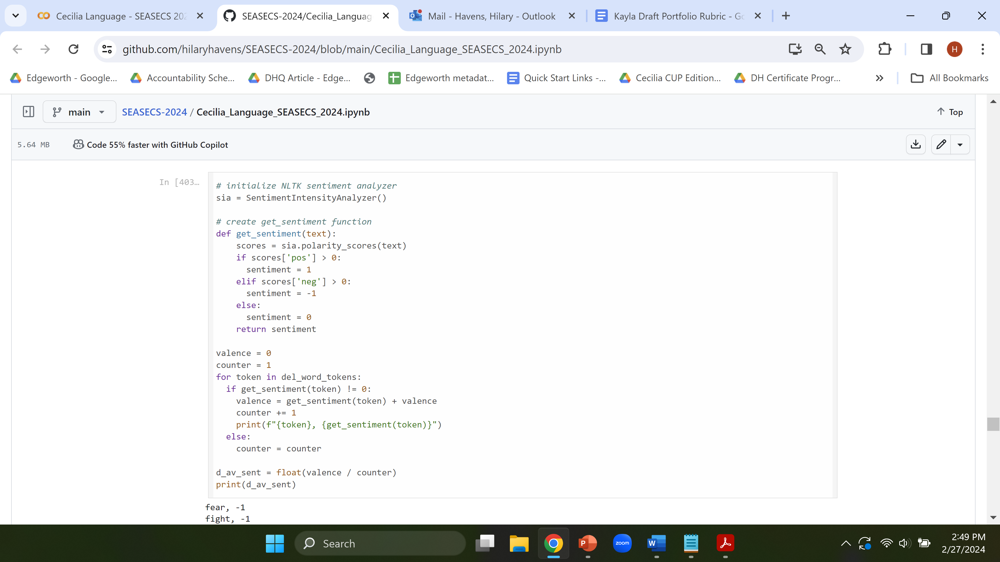 Cecilia Language - SEASECS 202
SEASECS-2024/Cecilia_Languag
Mail - Havens, Hilary - Outlook
Kayla Draft Portfolio Rubric - Go
github.com/hilaryhavens/SEASECS-2024/blob/main/Cecilia_Language_SEASECS_2024.ipynb
H
Edgeworth - Google...
Accountability Sche...
DHQ Article - Edge...
Edgeworth metadat...
Quick Start Links -...
Cecilia CUP Edition...
DH Certificate Progr...
All Bookmarks
main
SEASECS-2024 / Cecilia_Language_SEASECS_2024.ipynb
Top
5.64 MB
Code 55% faster with GitHub Copilot
In [403…
# initialize NLTK sentiment analyzer
sia = SentimentIntensityAnalyzer()
# create get_sentiment function
def get_sentiment(text):
    scores = sia.polarity_scores(text)
    if scores['pos'] > 0:
      sentiment = 1
    elif scores['neg'] > 0:
      sentiment = -1
    else:
      sentiment = 0
    return sentiment
valence = 0
counter = 1
for token in del_word_tokens:
  if get_sentiment(token) != 0:
    valence = get_sentiment(token) + valence
    counter += 1
    print(f"{token}, {get_sentiment(token)}")
  else:
    counter = counter
d_av_sent = float(valence / counter)
print(d_av_sent)
fear, -1
fight, -1
Search
P
zoom
W
2:49 PM
2/27/2024